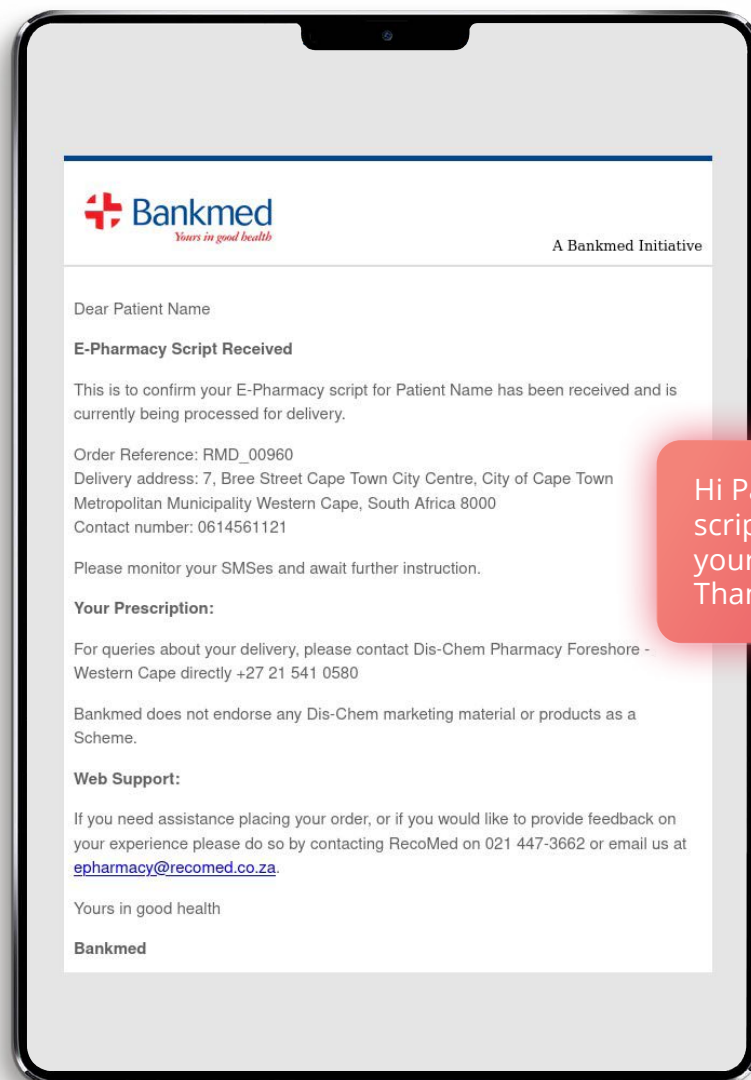 Bankmed
Yours in good health
A Bankmed Initiative
Dear Patient Name
E-Pharmacy Script Received
This is to confirm your E-Pharmacy script for Patient Name has been received and is
currently being processed for delivery.
Order Reference: RMD_00960
Delivery address: 7, Bree Street Cape Town City Centre, City of Cape Town
Metropolitan Municipality Western Cape, South Africa 8000
Contact number: 0614561121
Please monitor your SMSes and await further instruction.
Your Prescription:
For queries about your delivery, please contact Dis-Chem Pharmacy Foreshore -
Western Cape directly +27 21 541 0580
Bankmed does not endorse any Dis-Chem marketing material or products as a
Scheme.
Web Support:
If you need assistance placing your order, or if you would like to provide feedback on
your experience please do so by contacting RecoMed on 021 447-3662 or email us at
epharmacy@recomed.co.za.
Yours in good health
Bankmed
Hi
your